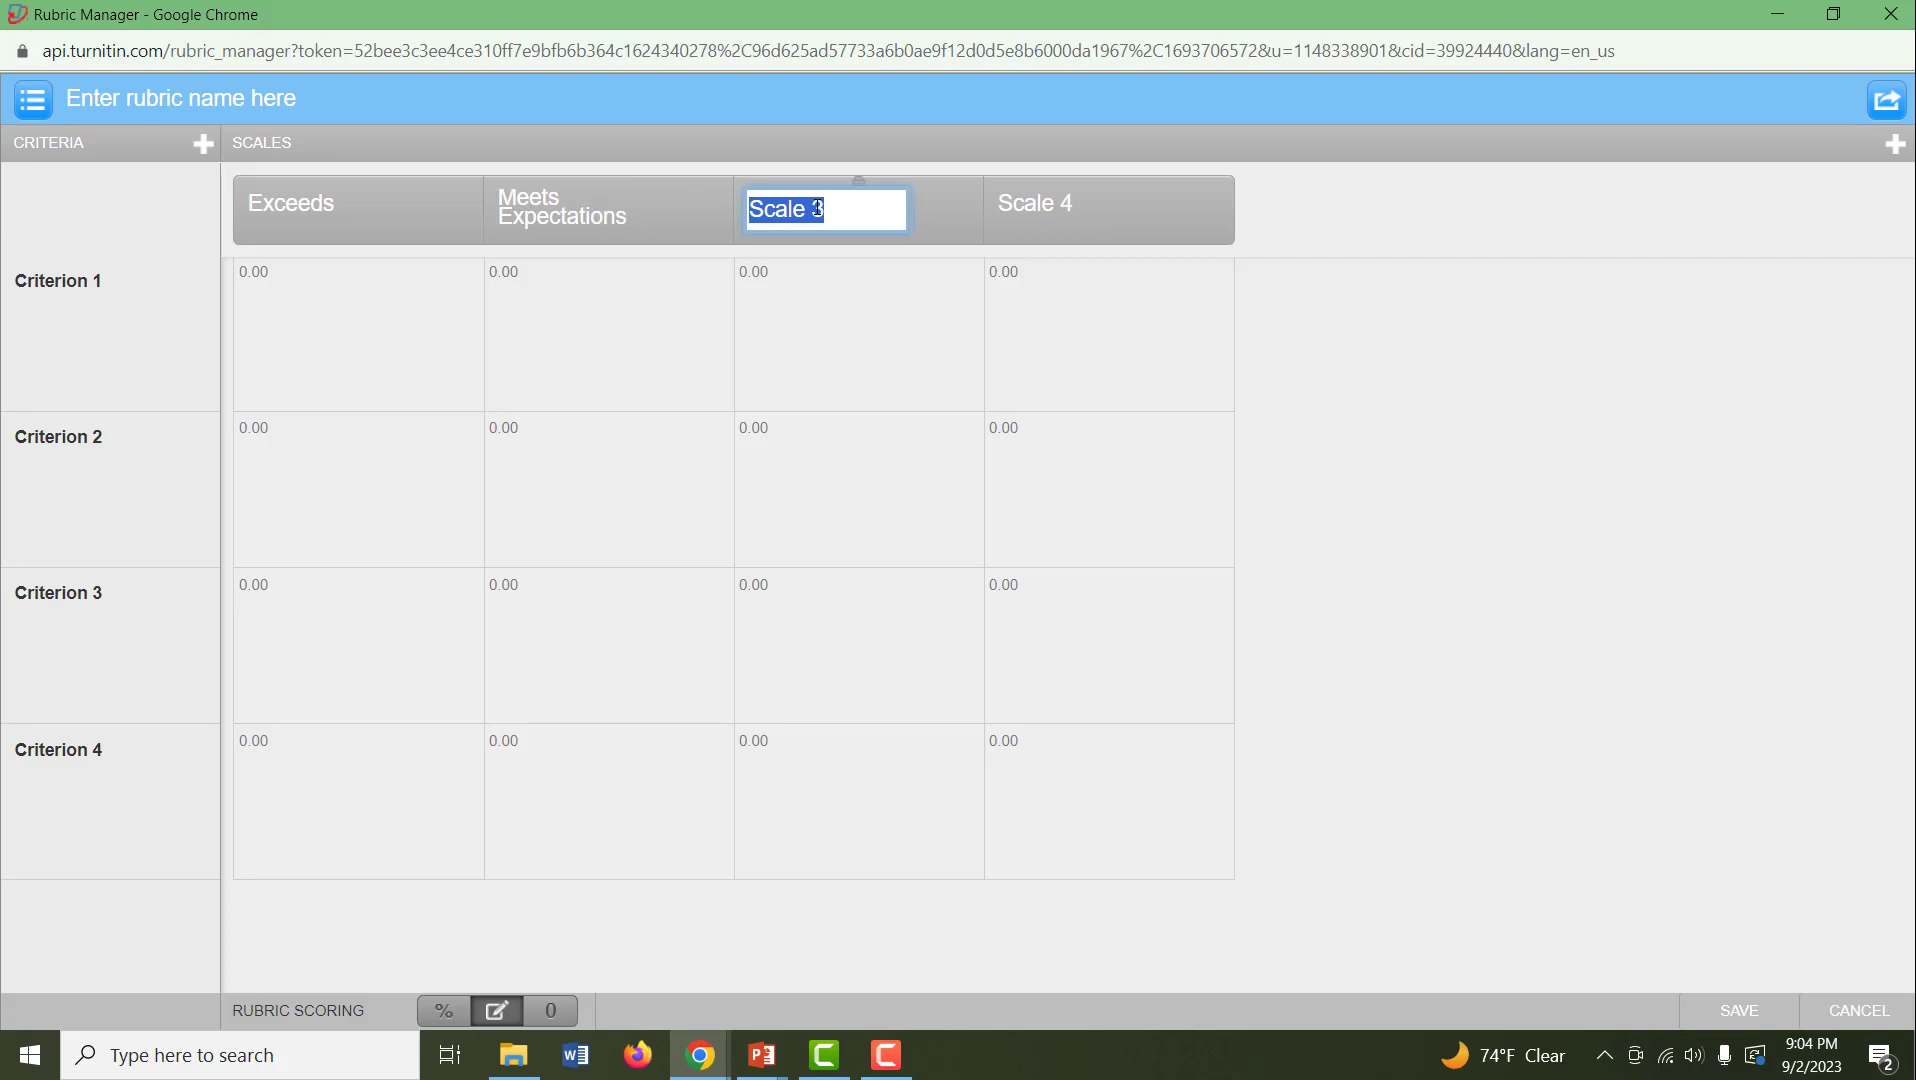 Rubric Manager - Google Chrome
api.turnitin.com/rubric_manager?token=52bee3c3ee4ce310ff7e9bfb6b364c1624340278%2C96d625ad57733a6b0ae9f12d0d5e8b6000da1967%2C1693706572&u=1148338901&cid=39924440&lang=en_us
Enter rubric name here
CRITERIA SCALES
Exceeds Meets Expectations Scale 3 Scale 4
Criterion 1 0.00 0.00 0.00 0.00
Criterion 2 0.00 0.00 0.00 0.00
Criterion 3 0.00 0.00 0.00 0.00
Criterion 4 0.00 0.00 0.00 0.00
RUBRIC SCORING % 0 SAVE CANCEL
Type here to search 74°F Clear 9:04 PM
9/2/2023 2